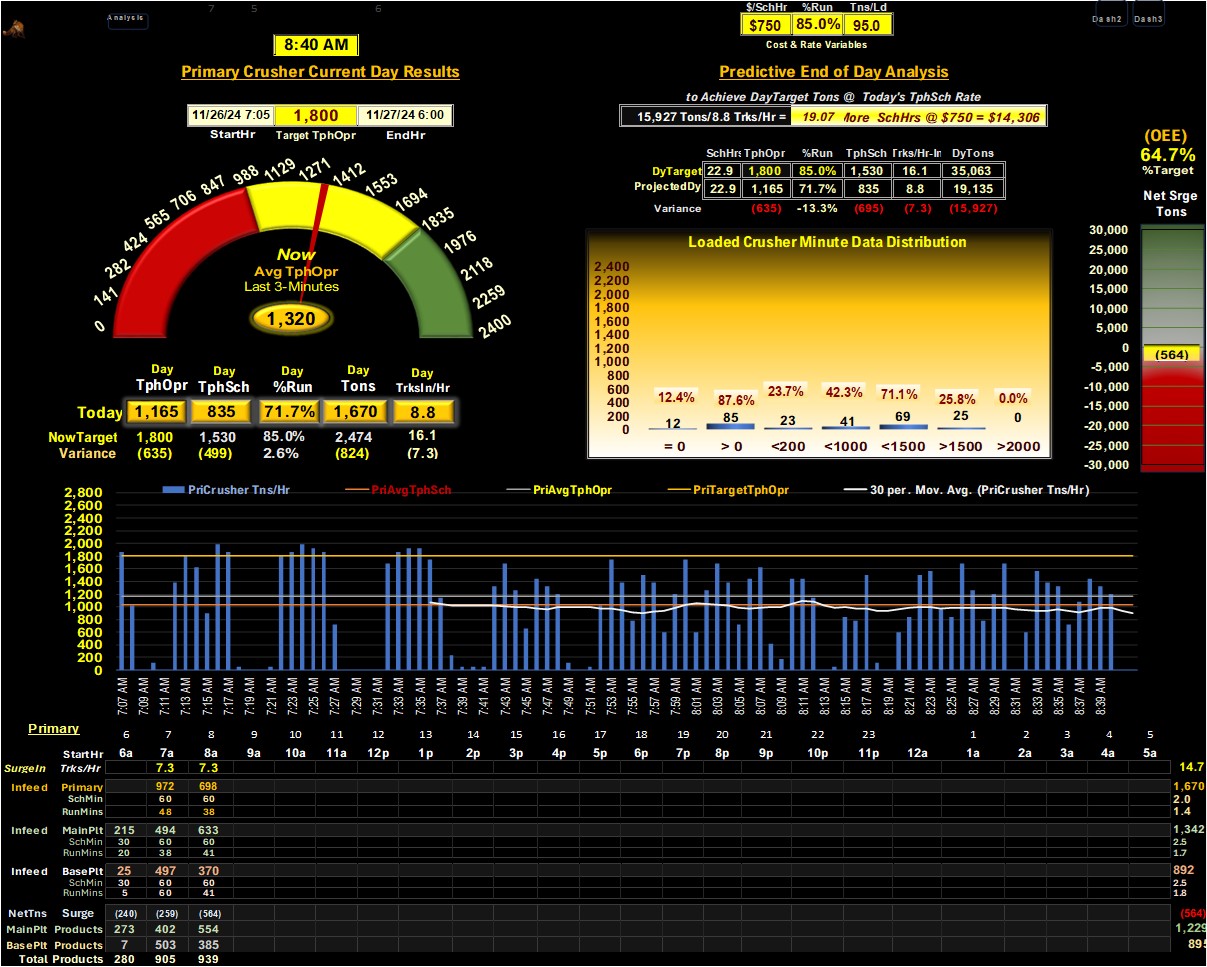 7 5 6
Analysis
$/SchHr %Run Tns/Ld
$750 85.0% 95.0
Cost & Rate Variables
Dash2 Dash3
8:40 AM
Primary Crusher Current Day Results
11/26/24 7:05 1,800 11/27/24 6:00
StartHr Target TphOpr EndHr
0 141 282 424 565 706 847 988 1129 1271 1412 1553 1694 1835 1976 2118 2259 2400
Now
Avg TphOpr
Last 3-Minutes
1,320
Day Day Day Day Day
TphOpr TphSch %Run Tons TrksIn/Hr
Today 1,165 835 71.7% 1,670 8.8
NowTarget 1,800 1,530 85.0% 2,474 16.1
Variance (635) (499) 2.6% (824) (7.3)
Predictive End of Day Analysis
to Achieve DayTarget Tons @ Today's TphSch Rate
15,927 Tons/8.8 Trks/Hr = 19.07 More SchHrs @ $750 = $14,306
SchHrs TphOpr %Run TphSch Trks/Hr-In DyTons
DyTarget 22.9 1,800 85.0% 1,530 16.1 35,063
ProjectedDy 22.9 1,165 71.7% 835 8.8 19,135
Variance (635) -13.3% (695) (7.3) (15,927)
(OEE)
64.7%
%Target
Net Srge
Tons
30,000
25,000
20,000
15,000
10,000
5,000
0
(564)
-5,000
-10,000
-15,000
-20,000
-25,000
-30,000
Loaded Crusher Minute Data Distribution
2,400
2,200
2,000
1,800
1,600
1,400
1,200
1,000
800
600
400
200
0
12.4% 87.6% 23.7% 42.3% 71.1% 25.8% 0.0%
12 85 23 41 69 25 0
= 0 > 0 <200 <1000 <1500 >1500 >2000
PriCrusher Tns/Hr PriAvgTphSch PriAvgTphOpr PriTargetTphOpr 30 per. Mov. Avg. (PriCrusher Tns/Hr)
2,800
2,600
2,400
2,200
2,000
1,800
1,600
1,400
1,200
1,000
800
600
400
200
0
7:07 AM 7:09 AM 7:11 AM 7:13 AM 7:15 AM 7:17 AM 7:19 AM 7:21 AM 7:23 AM 7:25 AM 7:27 AM 7:29 AM 7:31 AM 7:33 AM 7:35 AM 7:37 AM 7:39 AM 7:41 AM 7:43 AM 7:45 AM 7:47 AM 7:49 AM 7:51 AM 7:53 AM 7:55 AM 7:57 AM 7:59 AM 8:01 AM 8:03 AM 8:05 AM 8:07 AM 8:09 AM 8:11 AM 8:13 AM 8:15 AM 8:17 AM 8:19 AM 8:21 AM 8:23 AM 8:25 AM 8:27 AM 8:29 AM 8:31 AM 8:33 AM 8:35 AM 8:37 AM 8:39 AM
Primary 6 7 8 9 10 11 12 13 14 15 16 17 18 19 20 21 22 23 1 2 3 4 5
StartHr 6a 7a 8a 9a 10a 11a 12p 1p 2p 3p 4p 5p 6p 7p 8p 9p 10p 11p 12a 1a 2a 3a 4a 5a
SurgeIn Trks/Hr 7.3 7.3 14.7
Infeed Primary 972 698 1,670
SchMin 60 60 2.0
RunMins 48 38 1.4
Infeed MainPlt 215 494 633 1,342
SchMin 30 60 60 2.5
RunMins 20 38 41 1.7
Infeed BasePlt 25 497 370 892
SchMin 30 60 60 2.5
RunMins 5 60 41 1.8
NetTns Surge (240) (259) (564) (564)
MainPlt Products 273 402 554 1,229
BasePlt Products 7 503 385 895
Total Products 280 905 939